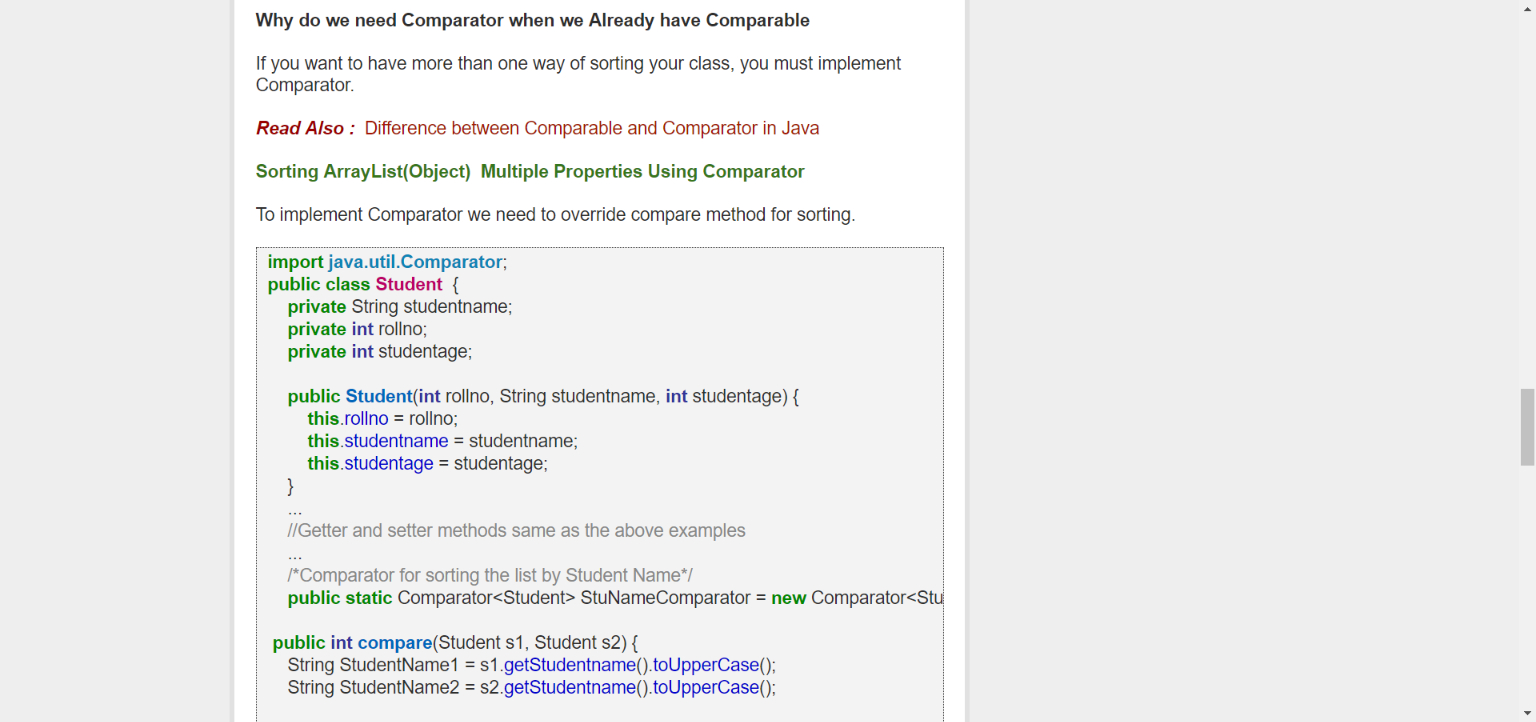 Why do we need Comparator when we Already have Comparable
If you want to have more than one way of sorting your class, you must implement
Comparator.
Read Also :  Difference between Comparable and Comparator in Java
Sorting ArrayList(Object)  Multiple Properties Using Comparator
To implement Comparator we need to override compare method for sorting.
import java.util.Comparator;
public class Student  {
    private String studentname;
    private int rollno;
    private int studentage;
    public Student(int rollno, String studentname, int studentage) {
        this.rollno = rollno;
        this.studentname = studentname;
        this.studentage = studentage;
    }
    ...
    //Getter and setter methods same as the above examples
    ...
    /*Comparator for sorting the list by Student Name*/
    public static Comparator<Student> StuNameComparator = new Comparator<Stu
 public int compare(Student s1, Student s2) {
    String StudentName1 = s1.getStudentname().toUpperCase();
    String StudentName2 = s2.getStudentname().toUpperCase();